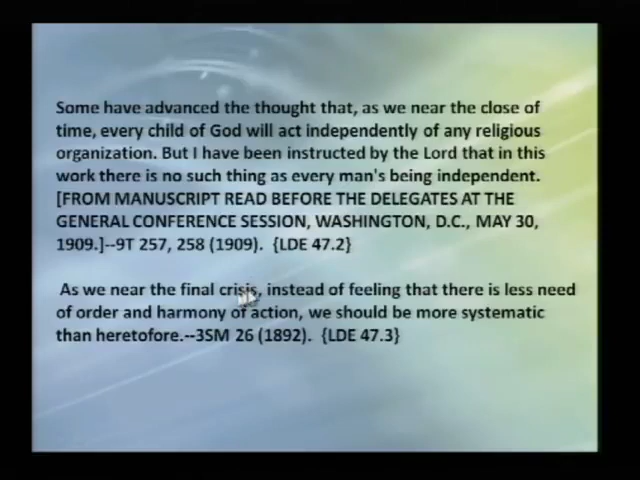 Some have advanced the thought that, as we near the close of
time, every child of God will act independently of any religious
organization. But I have been instructed by the Lord that in this
work there is no such thing as every man's being independent.
[FROM MANUSCRIPT READ BEFORE THE DELEGATES AT THE
GENERAL CONFERENCE SESSION, WASHINGTON, D.C., MAY 30,
1909.]--9T 257, 258 (1909). {LDE 47.2}
As we near the final crisis, instead of feeling that there is less need
of order and harmony of action, we should be more systematic
than heretofore.--3SM 26 (1892). {LDE 47.3}